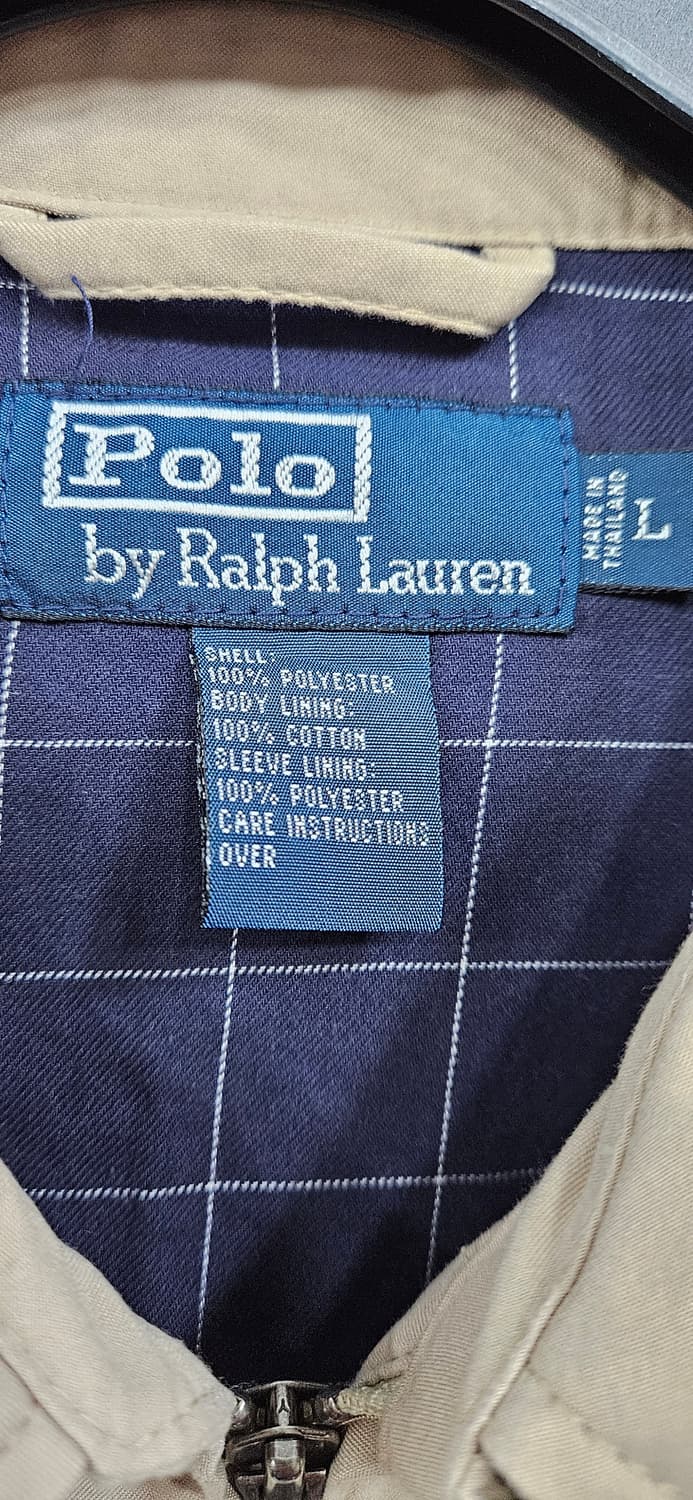 Polo
by Ralph Lauren
MADE IN
THAILAND
L
SHELL:
100% POLYESTER
BODY LINING:
100% COTTON
SLEEVE LINING:
100% POLYESTER
CARE INSTRUCTIONS
OVER